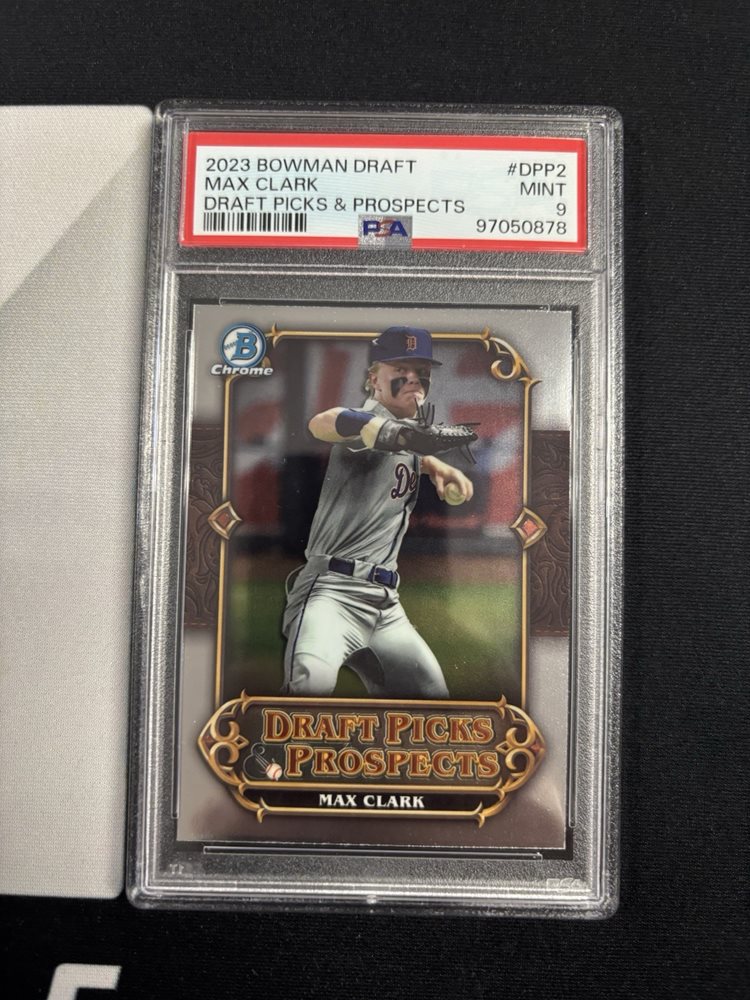 2023 BOWMAN DRAFT #DPP2
MAX CLARK MINT
DRAFT PICKS & PROSPECTS 9
PSA 97050878
B
Chrome
D
De
DRAFT PICKS
& PROSPECTS
MAX CLARK